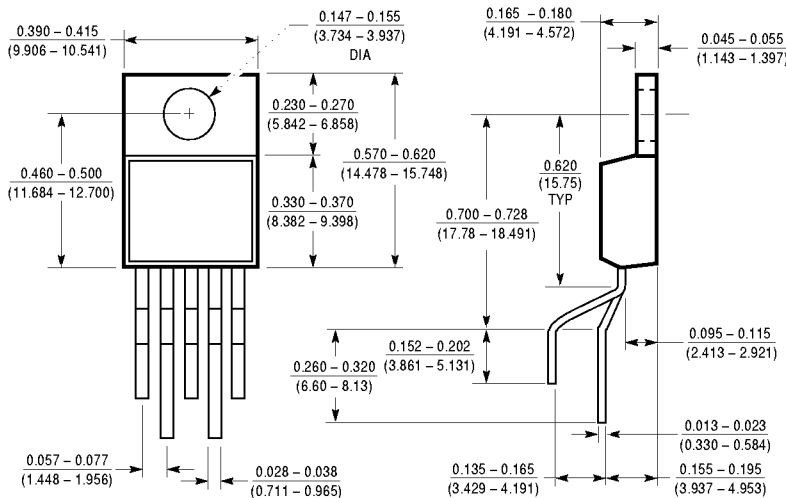 0.390 – 0.415
(9.906 – 10.541)
0.147 – 0.155
(3.734 – 3.937)
DIA
0.165 – 0.180
(4.191 – 4.572)
0.045 – 0.055
(1.143 – 1.397)
0.230 – 0.270
(5.842 – 6.858)
0.570 – 0.620
(14.478 – 15.748)
0.460 – 0.500
(11.684 – 12.700)
0.330 – 0.370
(8.382 – 9.398)
0.620
(15.75)
TYP
0.700 – 0.728
(17.78 – 18.491)
0.095 – 0.115
(2.413 – 2.921)
0.152 – 0.202
(3.861 – 5.131)
0.260 – 0.320
(6.60 – 8.13)
0.013 – 0.023
(0.330 – 0.584)
0.057 – 0.077
(1.448 – 1.956)
0.028 – 0.038
(0.711 – 0.965)
0.135 – 0.165
(3.429 – 4.191)
0.155 – 0.195
(3.937 – 4.953)